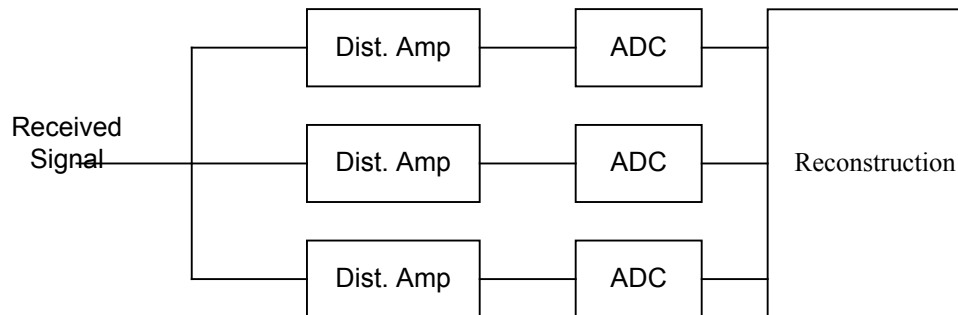 Dist. Amp ADC
Received
Signal
Dist. Amp ADC Reconstruction
Dist. Amp ADC